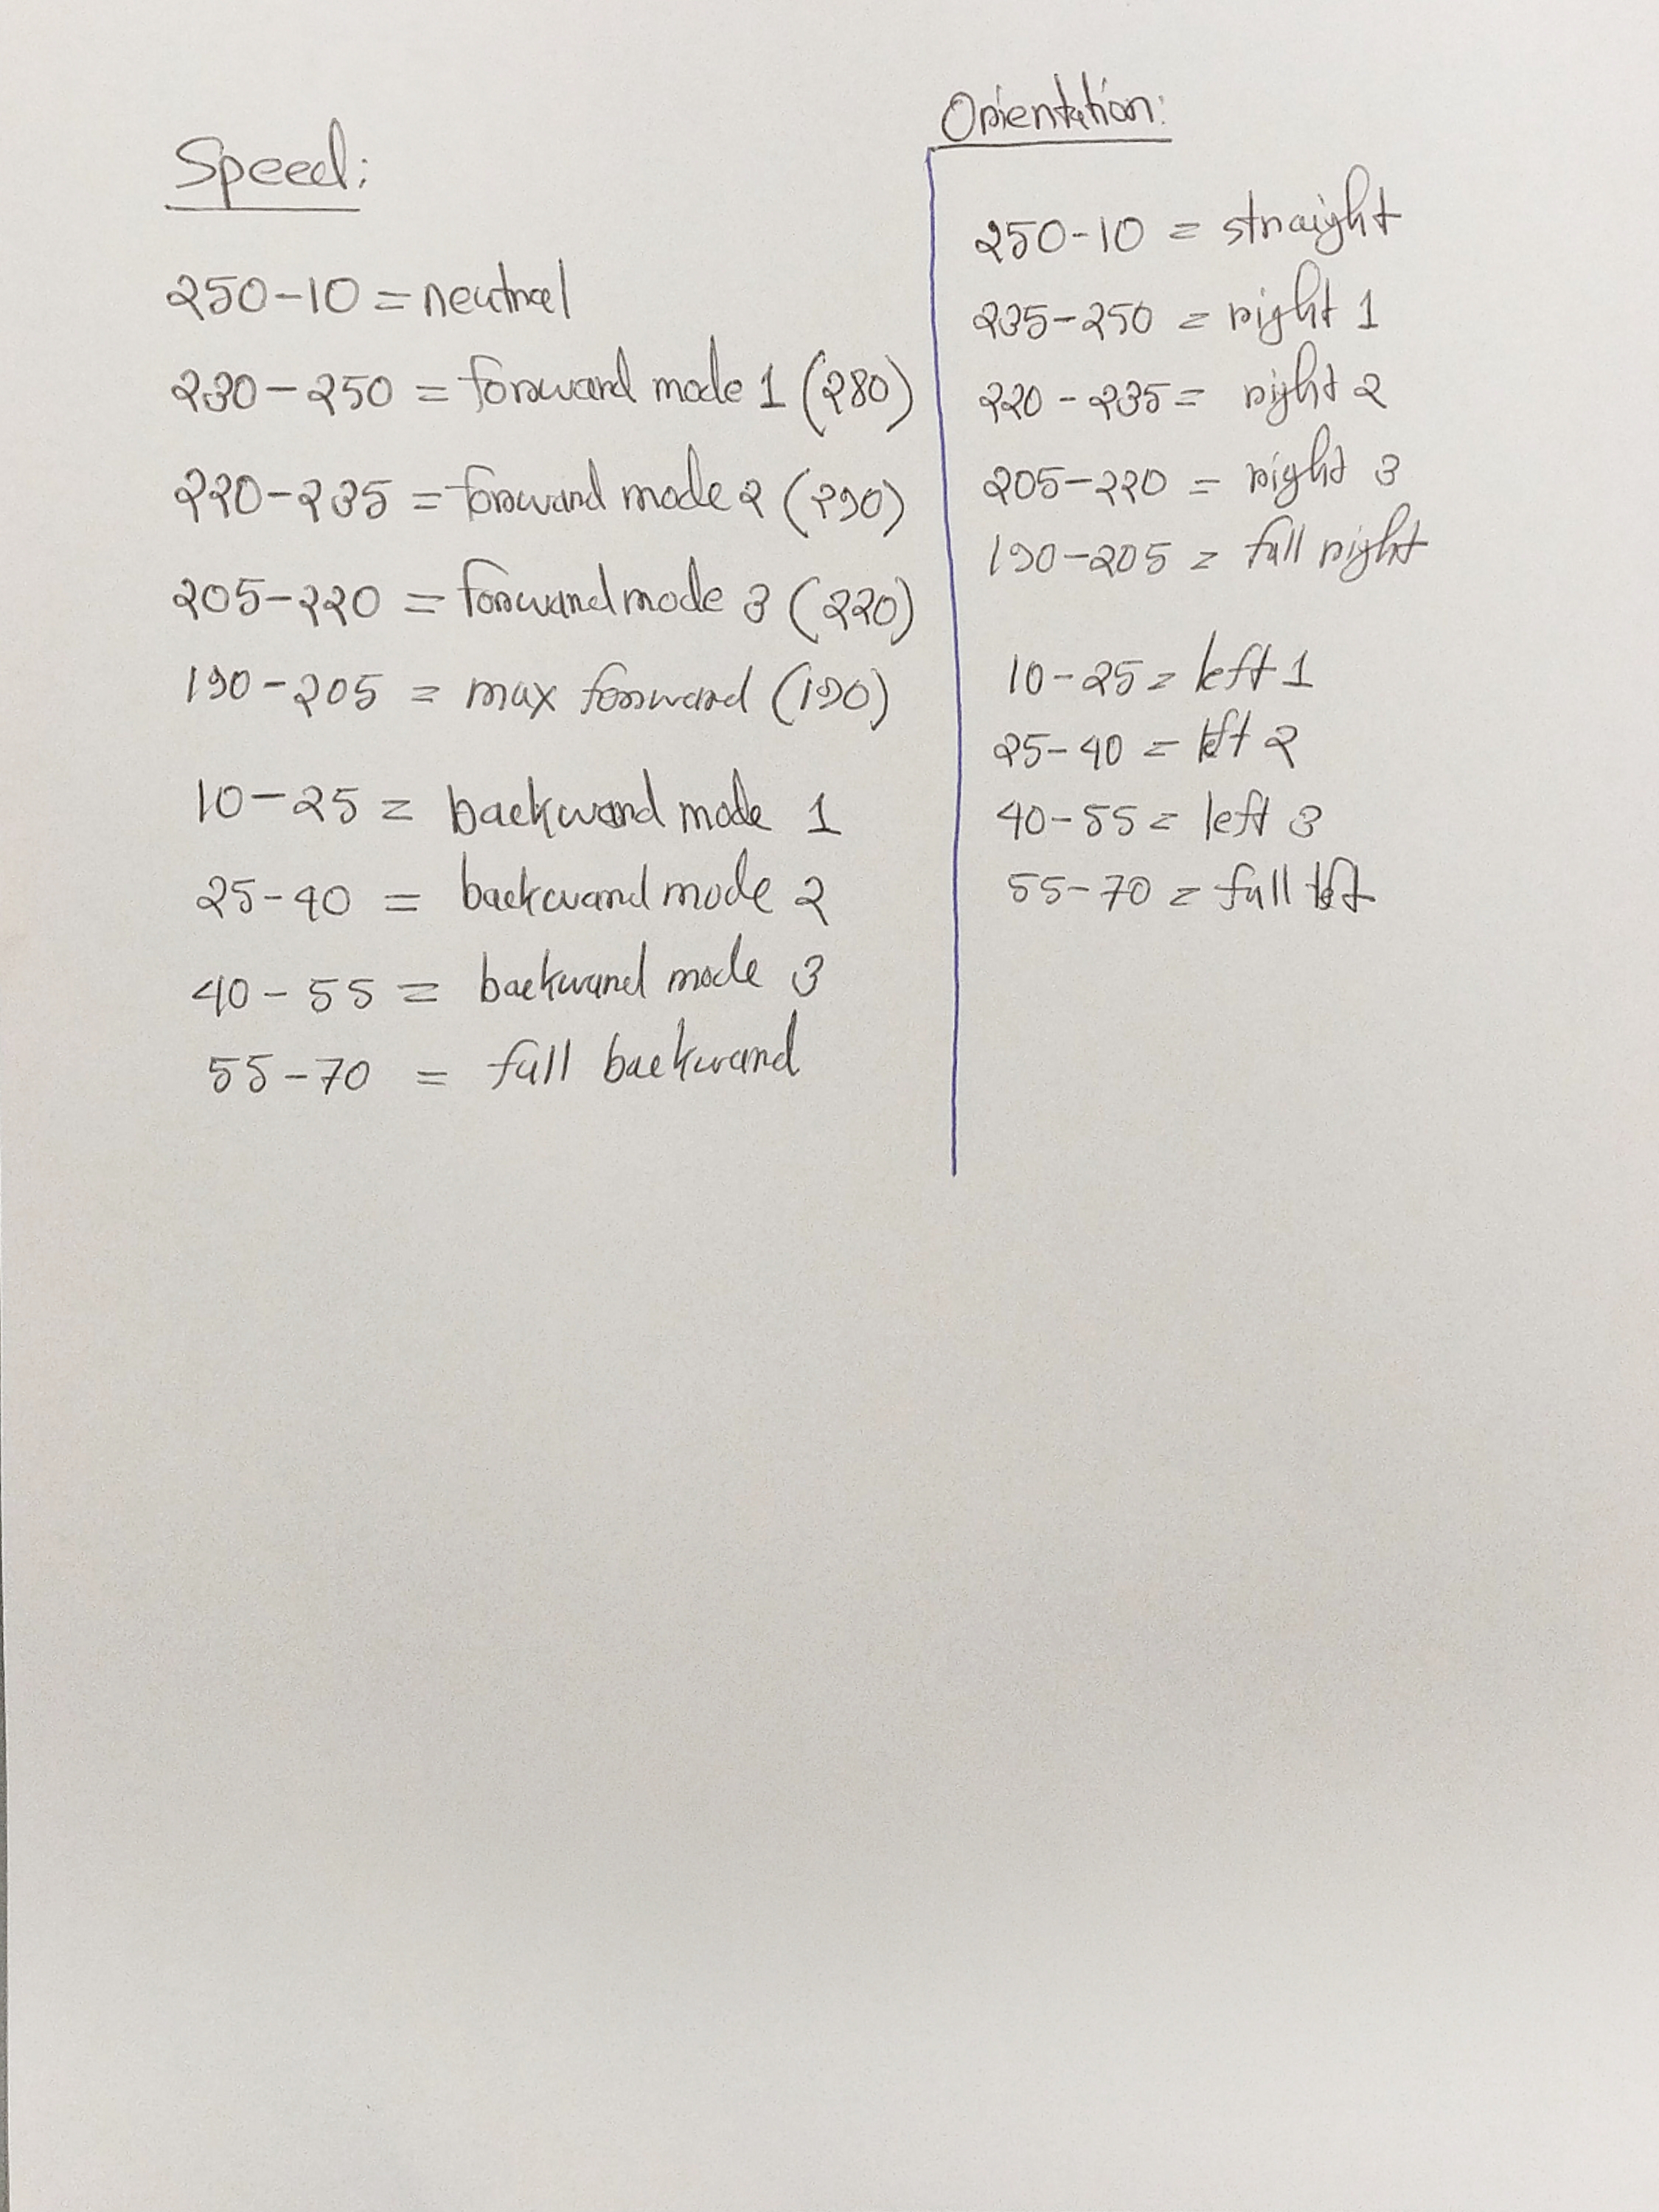 Speed:
250-10 = neutral
230-250 = forward mode 1 (280)
220-235 = forward mode 2 (290)
205-220 = forward mode 3 (220)
190-205 = max forward (190)
10-25 = backward mode 1
25-40 = backward mode 2
40-55 = backward mode 3
55-70 = full backward
Orientation:
250-10 = straight
235-250 = right 1
220-235 = right 2
205-220 = right 3
190-205 = full right
10-25 = left 1
25-40 = left 2
40-55 = left 3
55-70 = full left